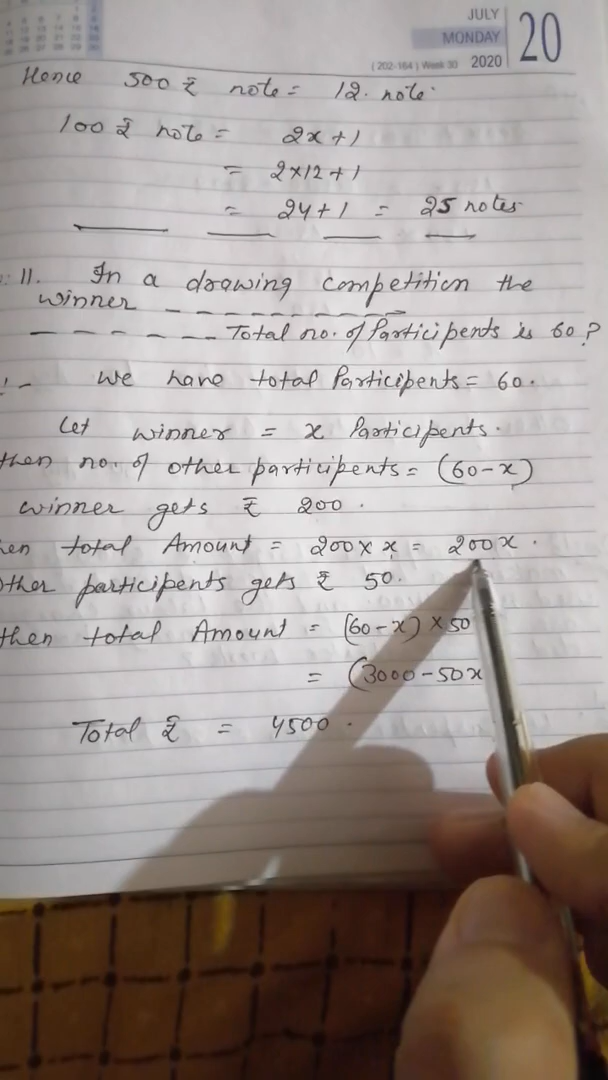 JULY
MONDAY 20
(202-164) Week 30 2020
Hence 500 ₹ note = 12. note.
100 ₹ note = 2x+1
= 2×12+1
= 24+1 = 25 notes
11. In a drawing competition the
winner _ _ _ _ _ _ _ _ _
_ _ _ _ _ _ Total no. of Participents is 60?
We have total Participents = 60.
Let winner = x Participents.
then no. of other participents = (60-x)
winner gets ₹ 200.
hen total Amount = 200 × x = 200x.
other participents gets ₹ 50.
then total Amount = (60-x) × 50
= (3000-50x
Total ₹ = 4500.